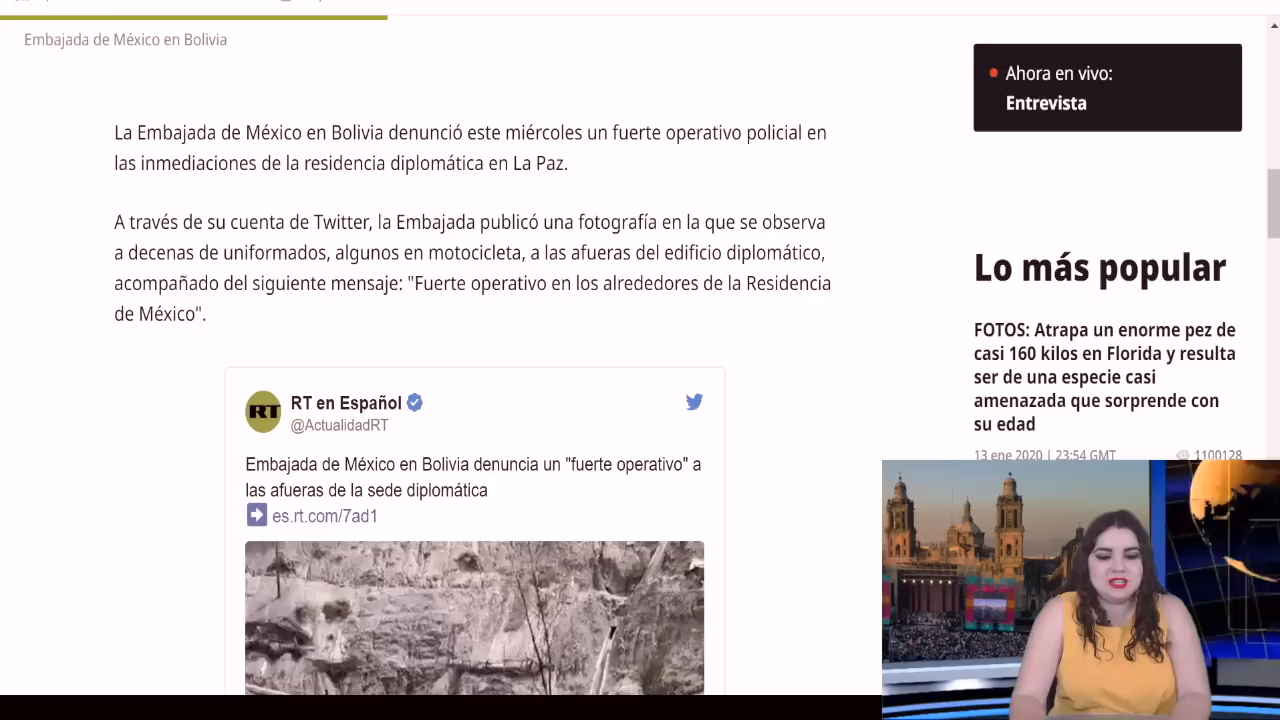 Embajada de México en Bolivia
La Embajada de México en Bolivia denunció este miércoles un fuerte operativo policial en
las inmediaciones de la residencia diplomática en La Paz.
A través de su cuenta de Twitter, la Embajada publicó una fotografía en la que se observa
a decenas de uniformados, algunos en motocicleta, a las afueras del edificio diplomático,
acompañado del siguiente mensaje: "Fuerte operativo en los alrededores de la Residencia
de México".
RT
RT en Español
@ActualidadRT
Embajada de México en Bolivia denuncia un "fuerte operativo" a
las afueras de la sede diplomática
es.rt.com/7ad1
Ahora en vivo:
Entrevista
Lo más popular
FOTOS: Atrapa un enorme pez de
casi 160 kilos en Florida y resulta
ser de una especie casi
amenazada que sorprende con
su edad
13 ene 2020 | 23:54 GMT 1100128